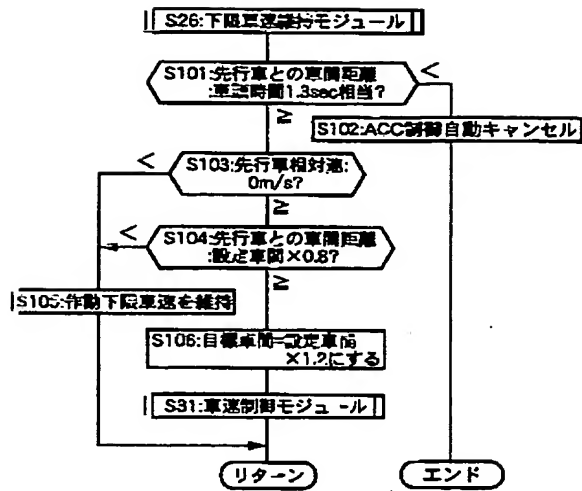 S26:下限車速維持モジュール
S101:先行車との車間距離
:車速時間1.3sec相当?
<
≧
S102:ACC制御自動キャンセル
<
S103:先行車相対速:
0m/s?
≧
<
S104:先行車との車間距離
:設定車間×0.8?
≧
S105:作動下限車速を維持
S106:目標車間=設定車間
×1.2にする
S31:車速制御モジュール
リターン
エンド